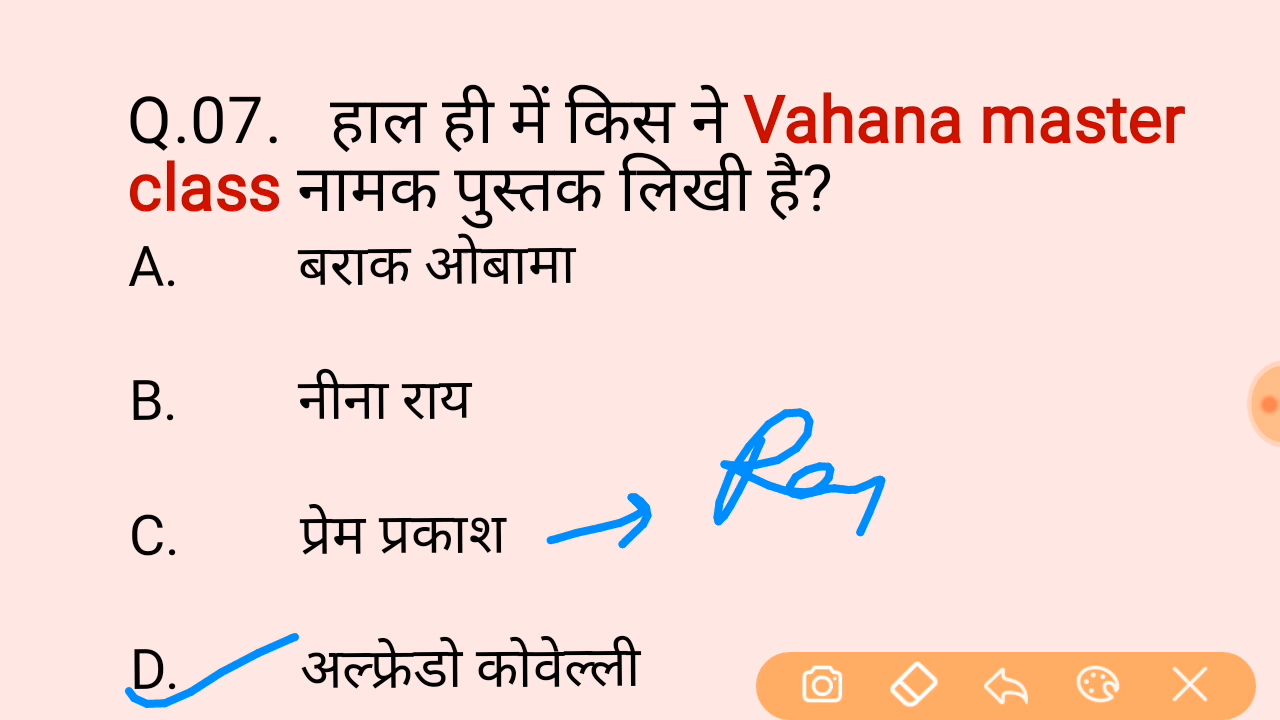 Q.07. हाल ही में किस ने Vahana master
class नामक पुस्तक लिखी है?
A. बराक ओबामा
B. नीना राय
C. प्रेम प्रकाश
D. अल्फ्रेडो कोवेल्ली